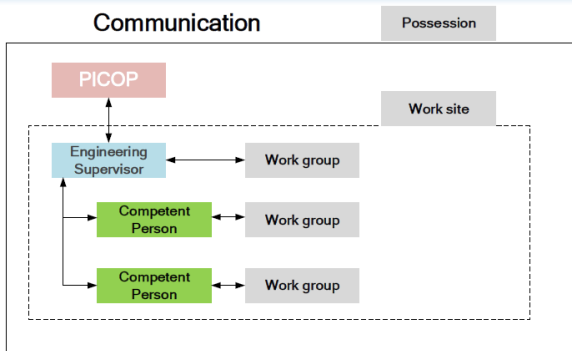 Communication
Possession
PICOP
Work site
Engineering
Supervisor
Work group
Competent
Person
Work group
Competent
Person
Work group